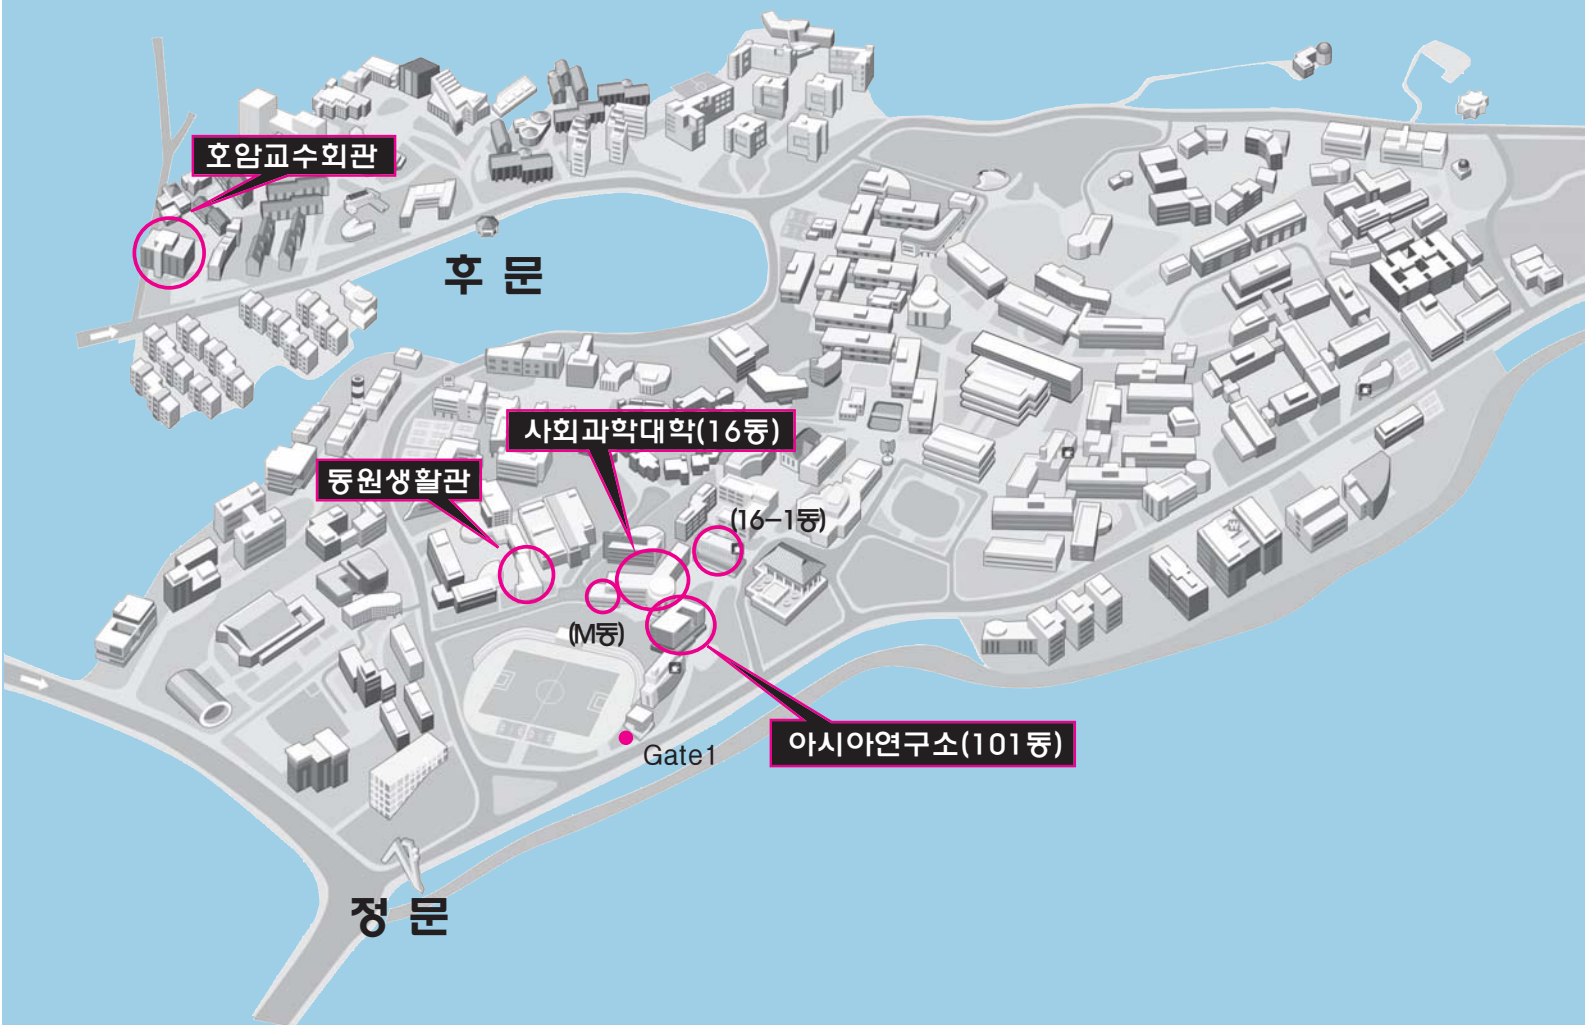 호암교수회관
후 문
사회과학대학(16동)
동원생활관
(16-1동)
(M동)
아시아연구소(101동)
Gate1
정 문